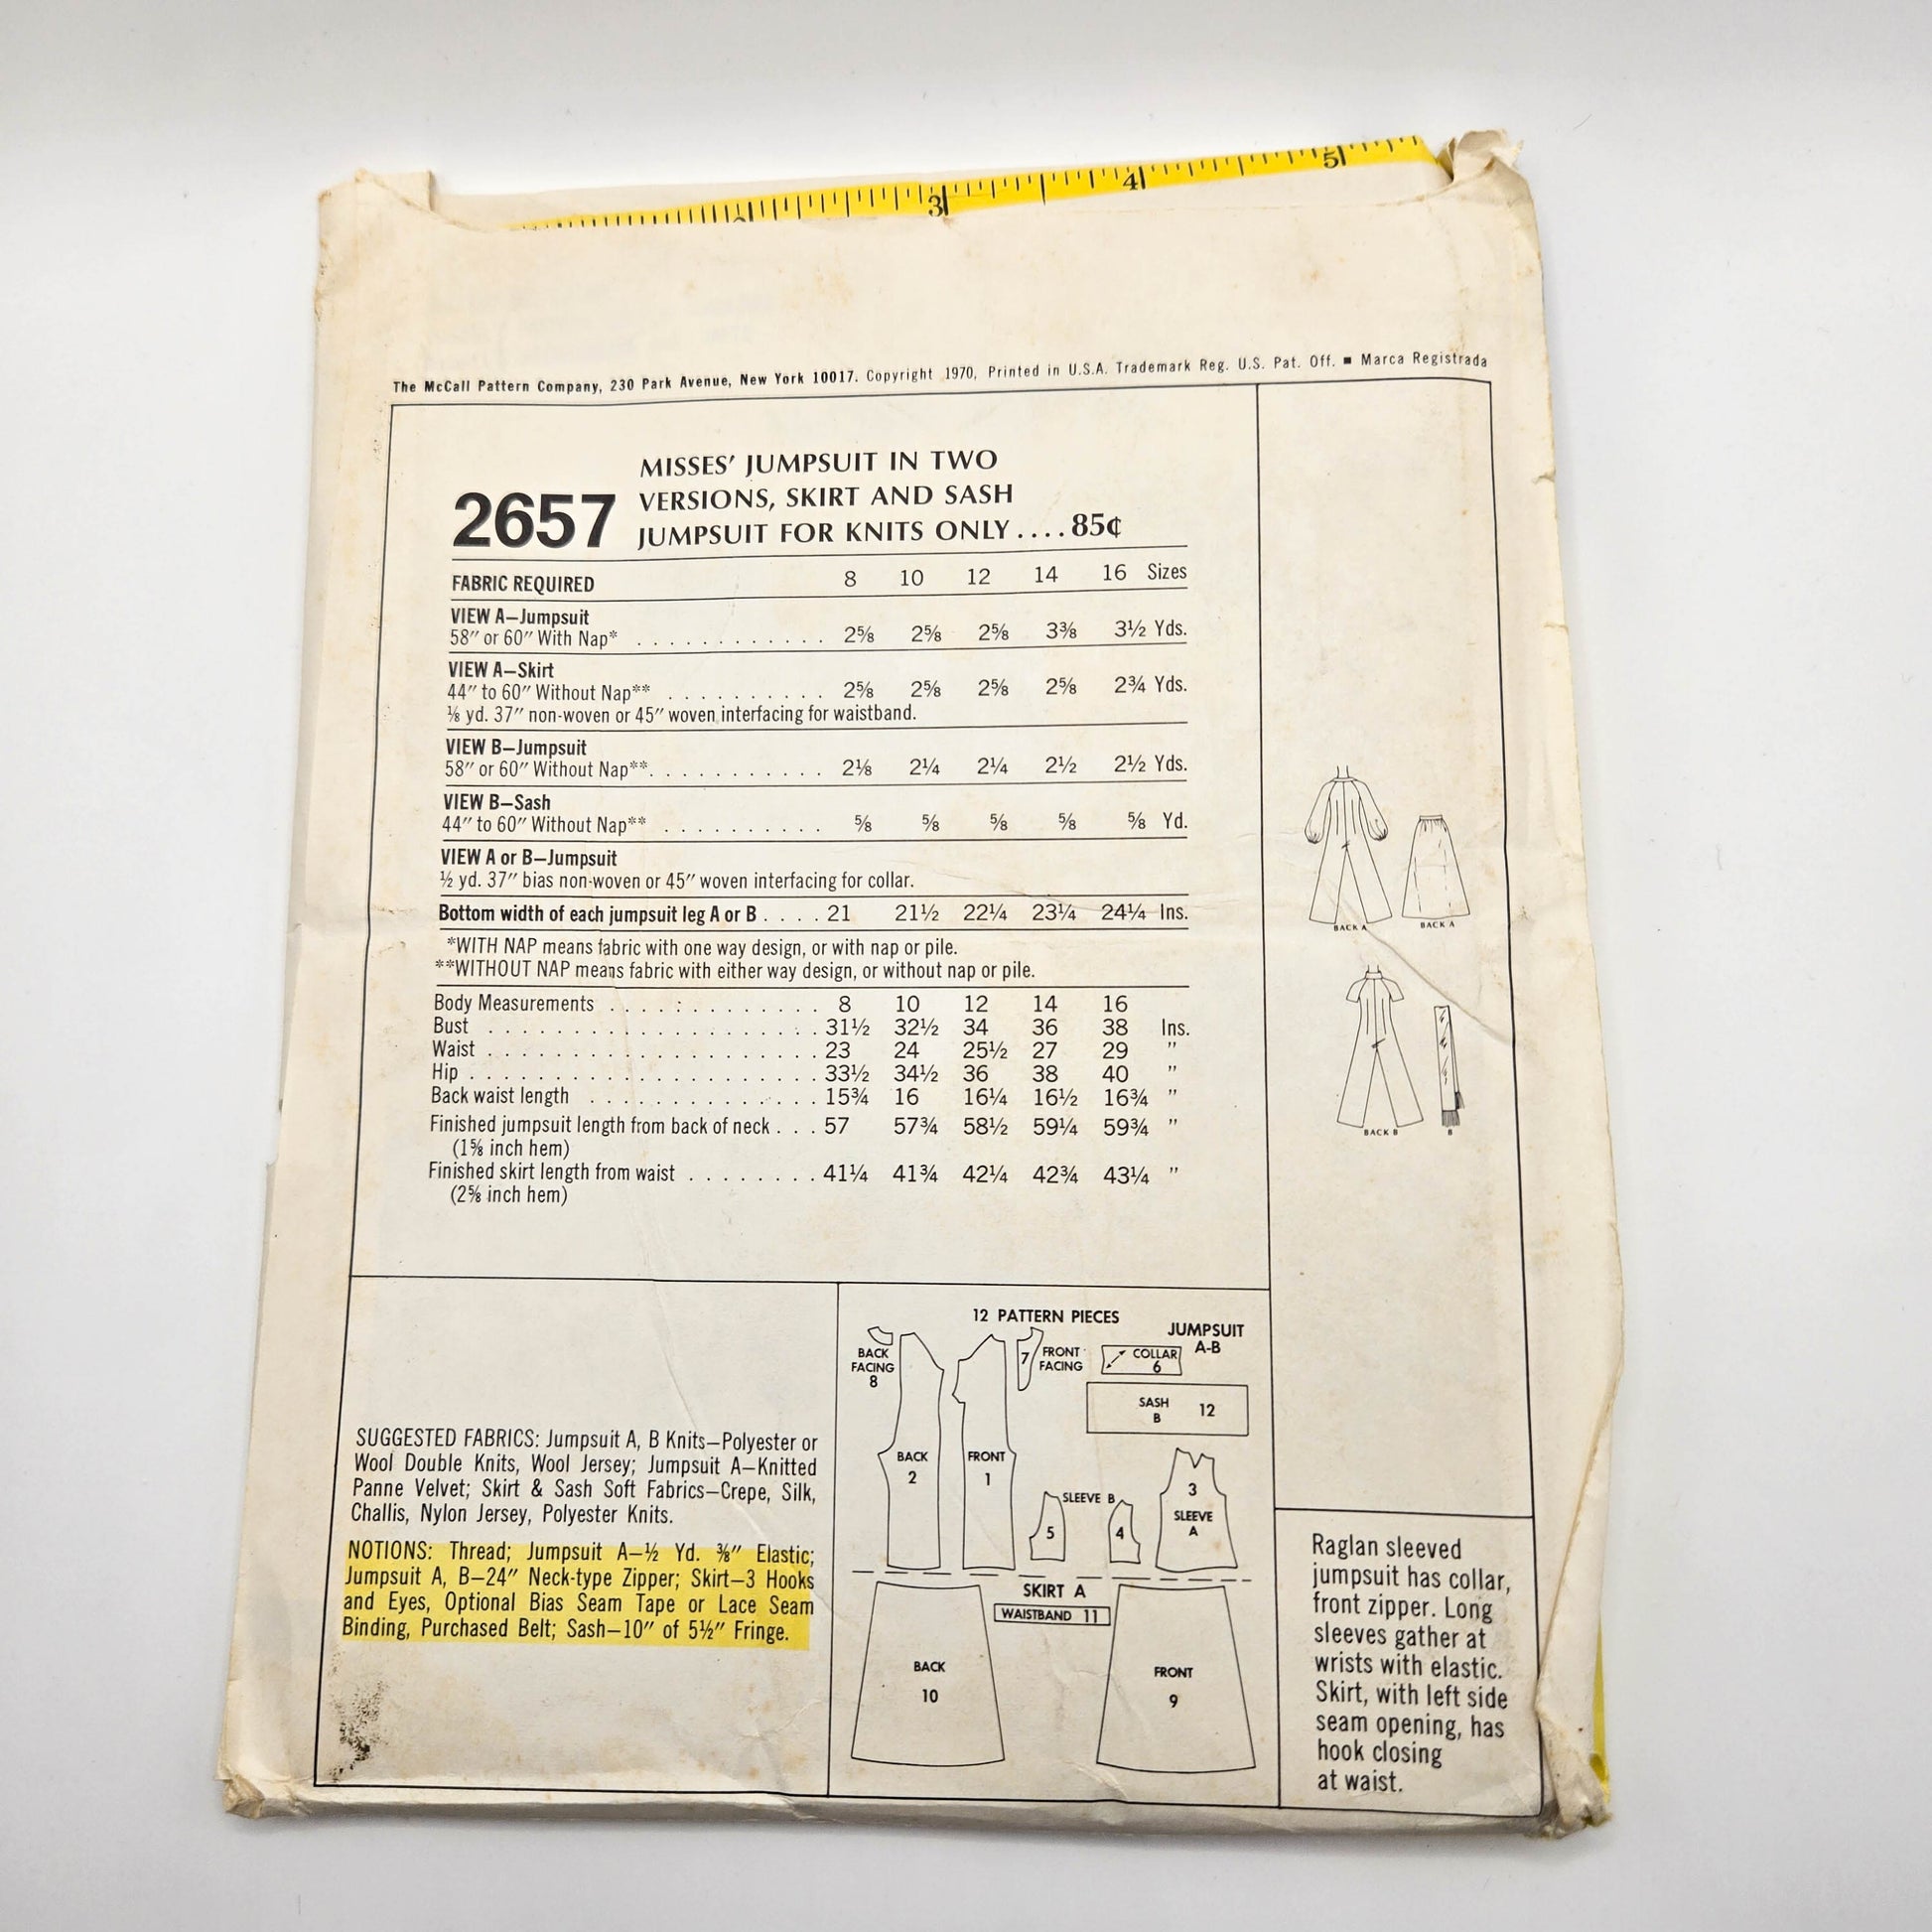 3 4 5
The McCall Pattern Company, 230 Park Avenue, New York 10017. Copyright 1970, Printed in U.S.A. Trademark Reg. U.S. Pat. Off. ■ Marca Registrada
2657
MISSES' JUMPSUIT IN TWO
VERSIONS, SKIRT AND SASH
JUMPSUIT FOR KNITS ONLY....85¢
FABRIC REQUIRED 8 10 12 14 16 Sizes
VIEW A—Jumpsuit
58" or 60" With Nap* . . . . . . . . . . . . 2⅝ 2⅝ 2⅝ 3⅜ 3½ Yds.
VIEW A—Skirt
44" to 60" Without Nap** . . . . . . . . . . 2⅝ 2⅝ 2⅝ 2⅝ 2¾ Yds.
⅛ yd. 37" non-woven or 45" woven interfacing for waistband.
VIEW B—Jumpsuit
58" or 60" Without Nap**. . . . . . . . . . . 2⅛ 2¼ 2¼ 2½ 2½ Yds.
VIEW B—Sash
44" to 60" Without Nap** . . . . . . . . . . ⅝ ⅝ ⅝ ⅝ ⅝ Yd.
VIEW A or B—Jumpsuit
½ yd. 37" bias non-woven or 45" woven interfacing for collar.
Bottom width of each jumpsuit leg A or B . . . . 21 21½ 22¼ 23¼ 24¼ Ins.
*WITH NAP means fabric with one way design, or with nap or pile.
**WITHOUT NAP means fabric with either way design, or without nap or pile.
Body Measurements . . . . . . . . . . . . . 8 10 12 14 16
Bust . . . . . . . . . . . . . . . . . . . . 31½ 32½ 34 36 38 Ins.
Waist . . . . . . . . . . . . . . . . . . . . 23 24 25½ 27 29 "
Hip . . . . . . . . . . . . . . . . . . . . . 33½ 34½ 36 38 40 "
Back waist length . . . . . . . . . . . . . . 15¾ 16 16¼ 16½ 16¾ "
Finished jumpsuit length from back of neck . . . 57 57¾ 58½ 59¼ 59¾ "
(1⅝ inch hem)
Finished skirt length from waist . . . . . . . . 41¼ 41¾ 42¼ 42¾ 43¼ "
(2⅝ inch hem)
BACK A
BACK A
BACK B
B
SUGGESTED FABRICS: Jumpsuit A, B Knits—Polyester or
Wool Double Knits, Wool Jersey; Jumpsuit A—Knitted
Panne Velvet; Skirt & Sash Soft Fabrics—Crepe, Silk,
Challis, Nylon Jersey, Polyester Knits.
NOTIONS: Thread; Jumpsuit A—½ Yd. ⅜" Elastic;
Jumpsuit A, B—24" Neck-type Zipper; Skirt—3 Hooks
and Eyes, Optional Bias Seam Tape or Lace Seam
Binding, Purchased Belt; Sash—10" of 5½" Fringe.
12 PATTERN PIECES
JUMPSUIT
A-B
BACK
FACING
8
7
FRONT
FACING
COLLAR
6
SASH
B
12
BACK
2
FRONT
1
SLEEVE B
5
4
3
SLEEVE
A
SKIRT A
WAISTBAND 11
BACK
10
FRONT
9
Raglan sleeved
jumpsuit has collar,
front zipper. Long
sleeves gather at
wrists with elastic.
Skirt, with left side
seam opening, has
hook closing
at waist.